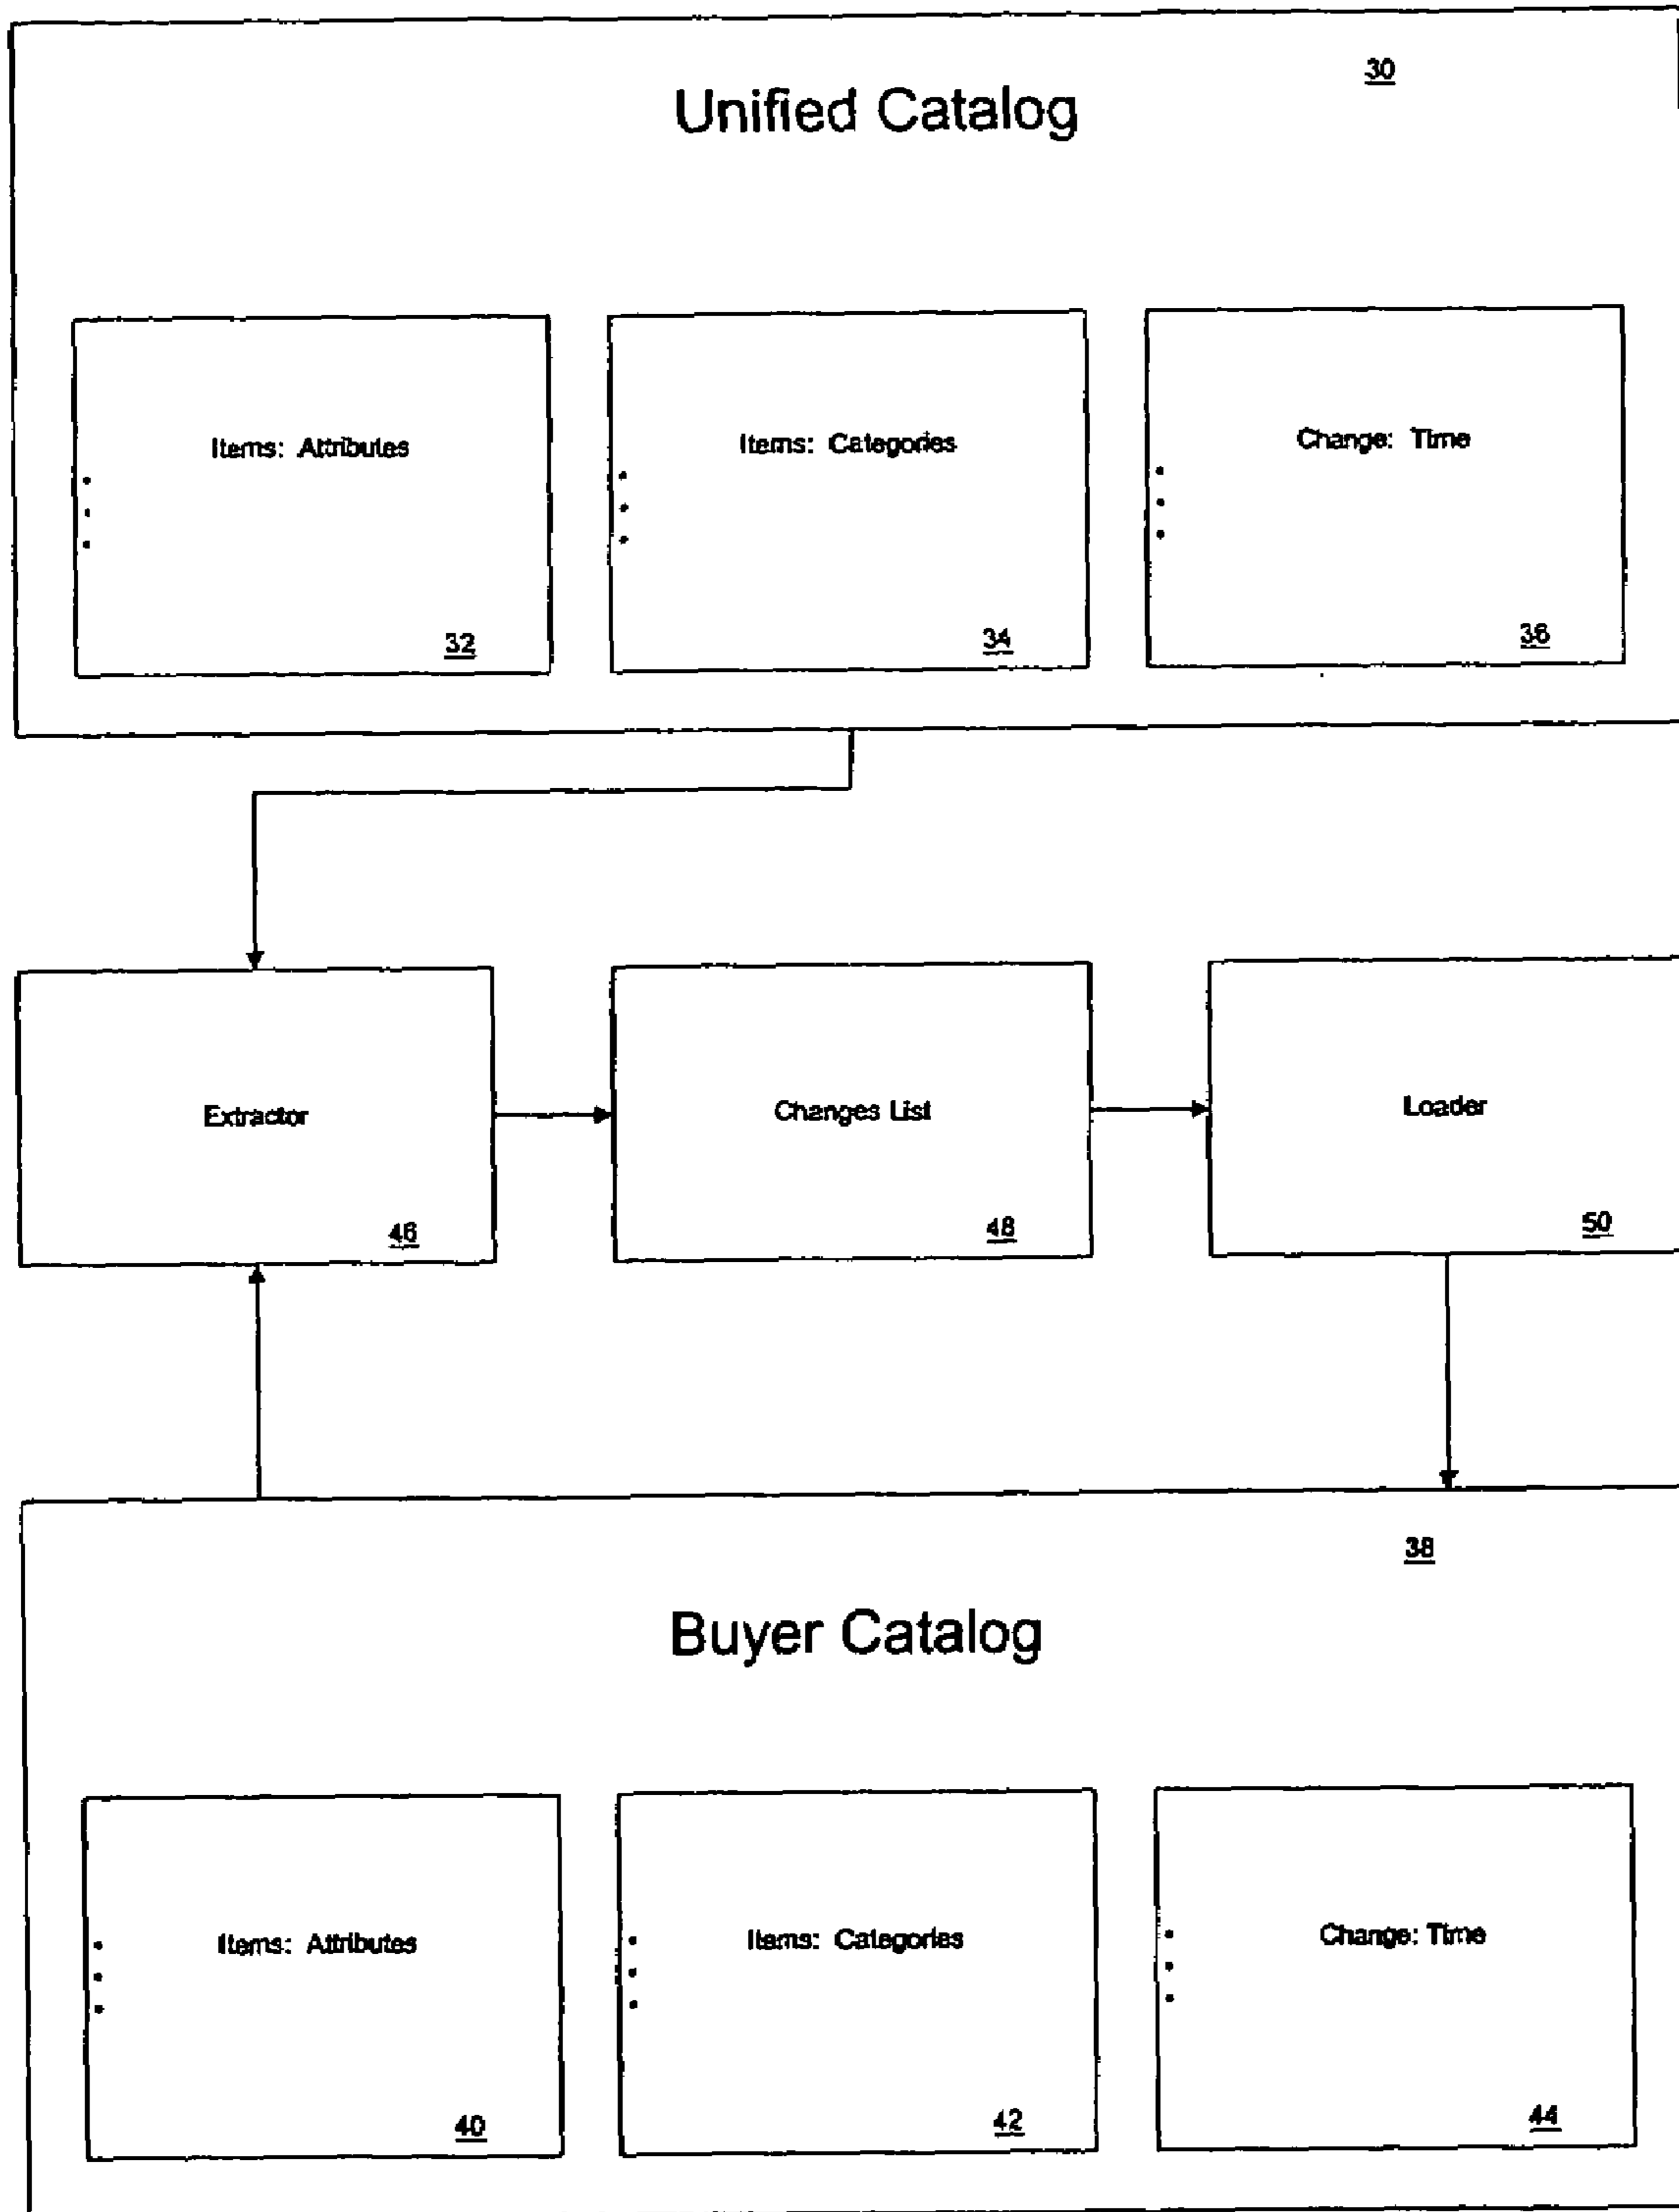 30
Unified Catalog
Items: Attributes
Items: Categories
Change: Time
32
34
36
Extractor
Changes List
Loader
46
48
50
38
Buyer Catalog
Items: Attributes
Items: Categories
Change: Time
40
42
44